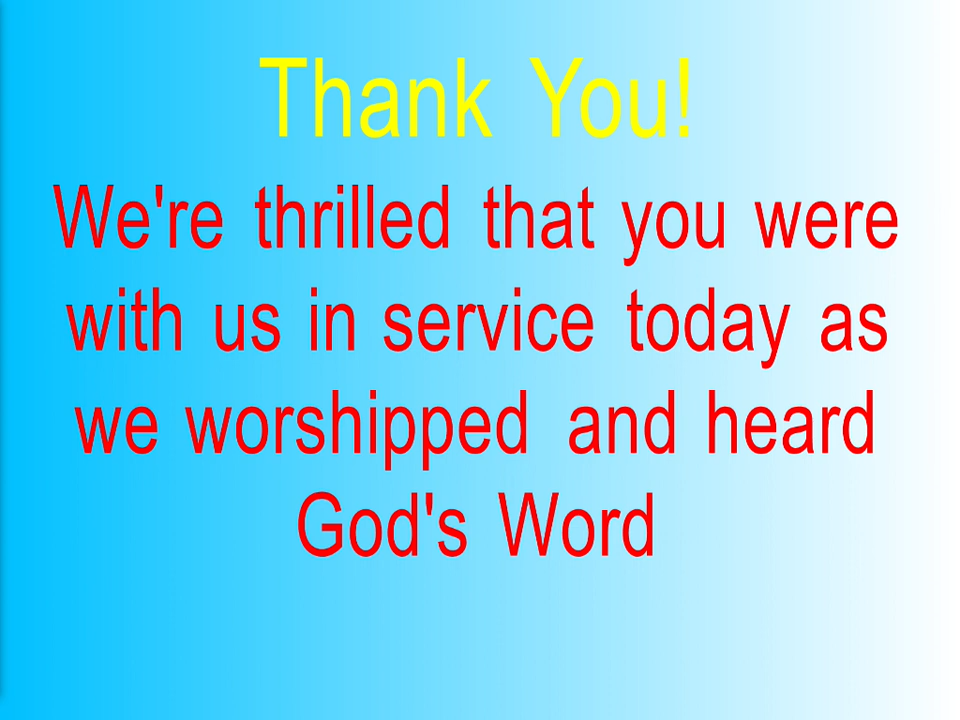 Thank You!
We're thrilled that you were
with us in service today as
we worshipped and heard
God's Word